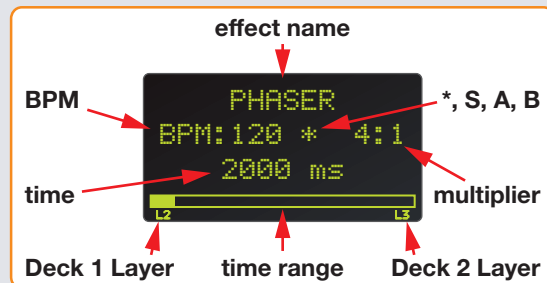 effect name
BPM
PHASER
*, S, A, B
BPM:120 * 4:1
2000 ms
time
multiplier
L2 L3
Deck 1 Layer time range Deck 2 Layer